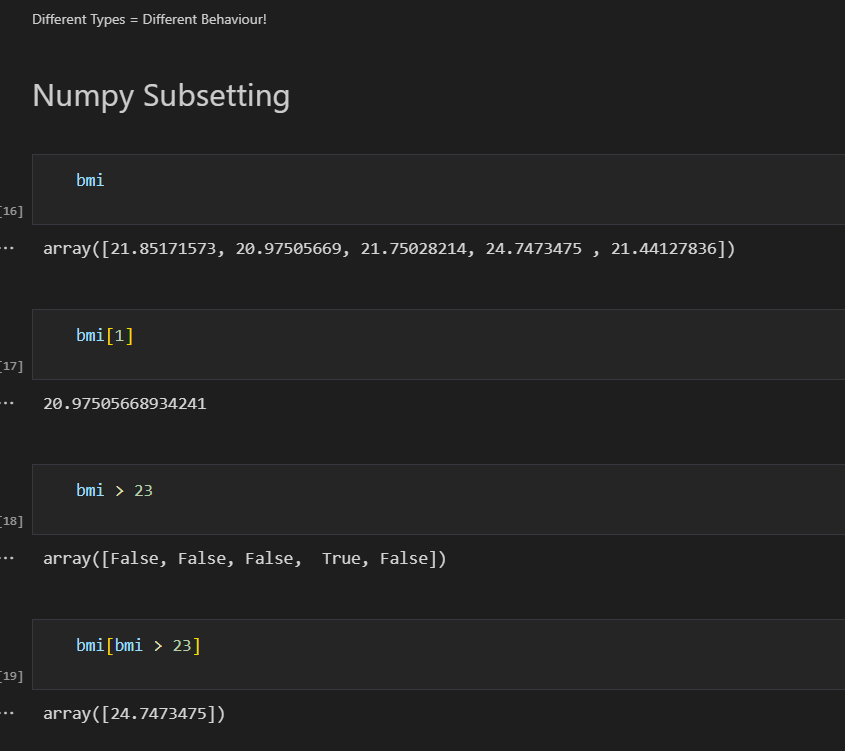 Different Types = Different Behaviour!
Numpy Subsetting
bmi
[16]
... array([21.85171573, 20.97505669, 21.75028214, 24.7473475 , 21.44127836])
bmi[1]
[17]
... 20.97505668934241
bmi > 23
[18]
... array([False, False, False,  True, False])
bmi[bmi > 23]
[19]
... array([24.7473475])